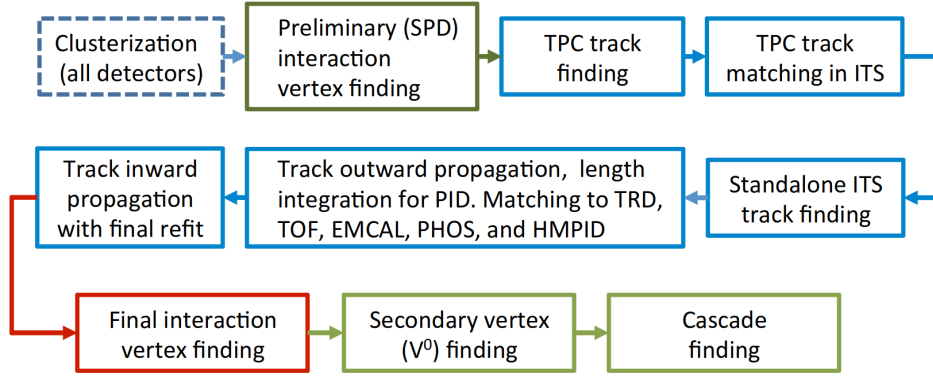 Clusterization
(all detectors)
Preliminary (SPD)
interaction
vertex finding
TPC track
finding
TPC track
matching in ITS
Track inward
propagation
with final refit
Track outward propagation, length
integration for PID. Matching to TRD,
TOF, EMCAL, PHOS, and HMPID
Standalone ITS
track finding
Final interaction
vertex finding
Secondary vertex
(V⁰) finding
Cascade
finding